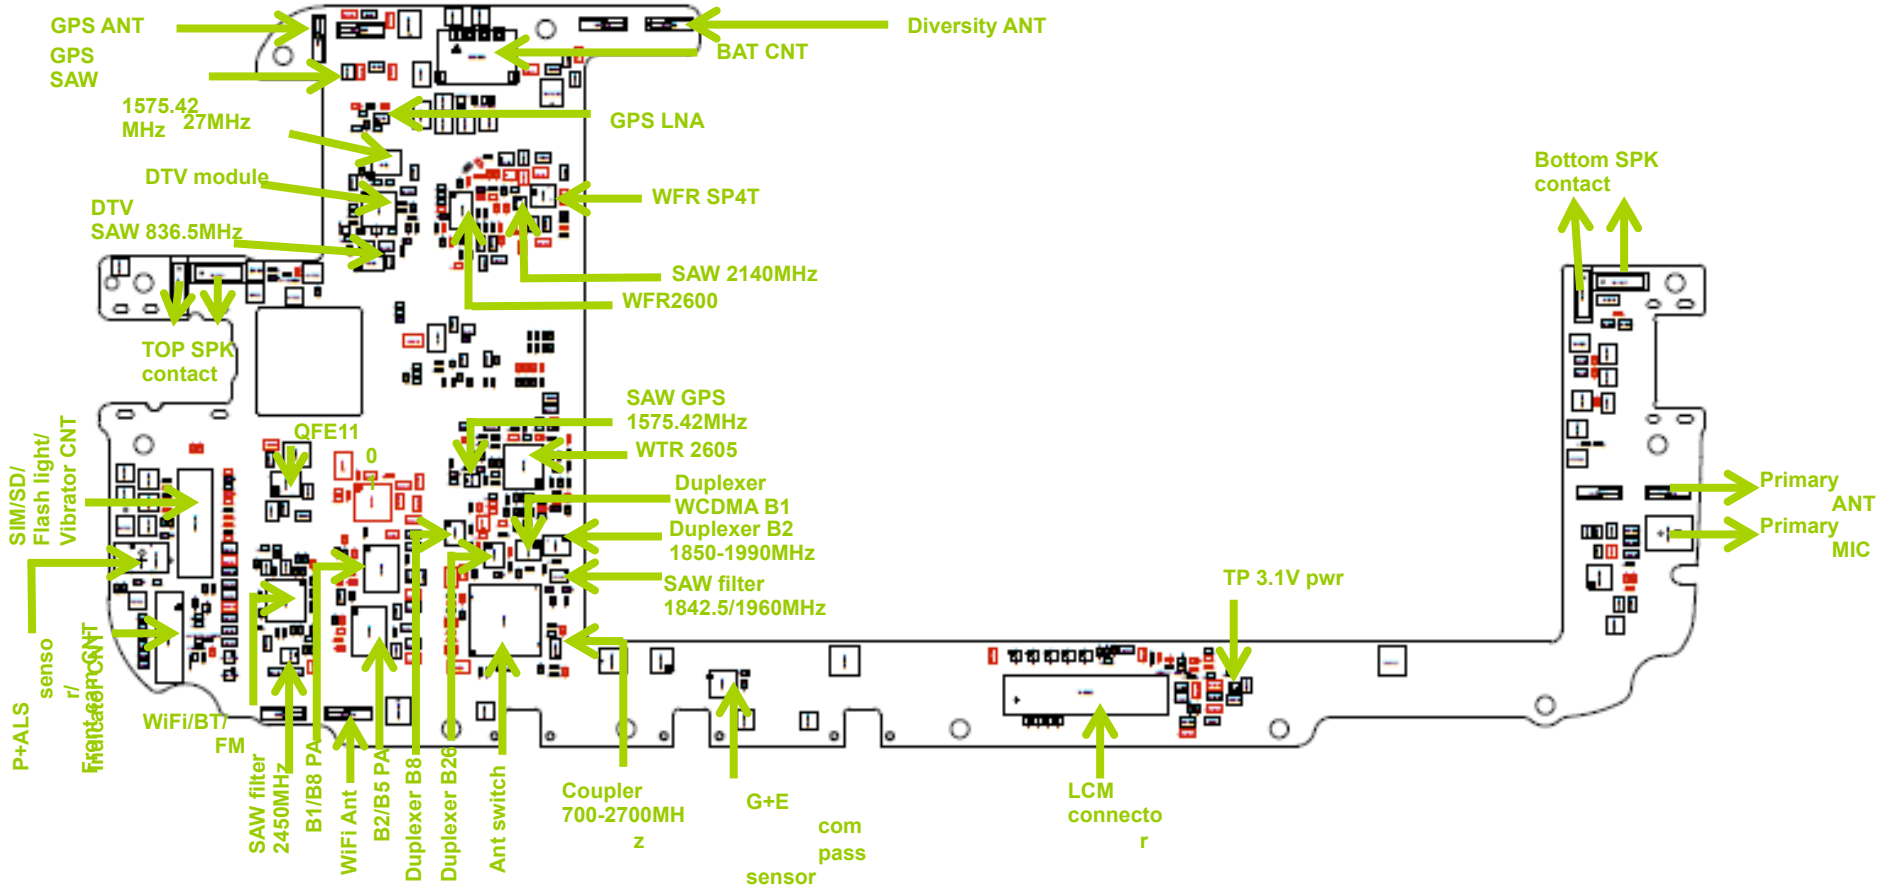 GPS ANT
GPS
SAW
1575.42
MHz
27MHz
DTV module
DTV
SAW 836.5MHz
TOP SPK
contact
Diversity ANT
BAT CNT
GPS LNA
WFR SP4T
SAW 2140MHz
WFR2600
Bottom SPK
contact
QFE11
0
1
SAW GPS
1575.42MHz
WTR 2605
Duplexer
WCDMA B1
Duplexer B2
1850-1990MHz
SAW filter
1842.5/1960MHz
SIM/SD/
Flash light/
Vibrator CNT
Primary
ANT
Primary
MIC
TP 3.1V pwr
P+ALS
senso
r/
Indicator CNT
WiFi/BT/
FM
SAW filter
2450MHz
B1/B8 PA
WiFi Ant
B2/B5 PA
Duplexer B8
Duplexer B26
Ant switch
Coupler
700-2700MH
z
G+E
com
pass
sensor
LCM
connecto
r